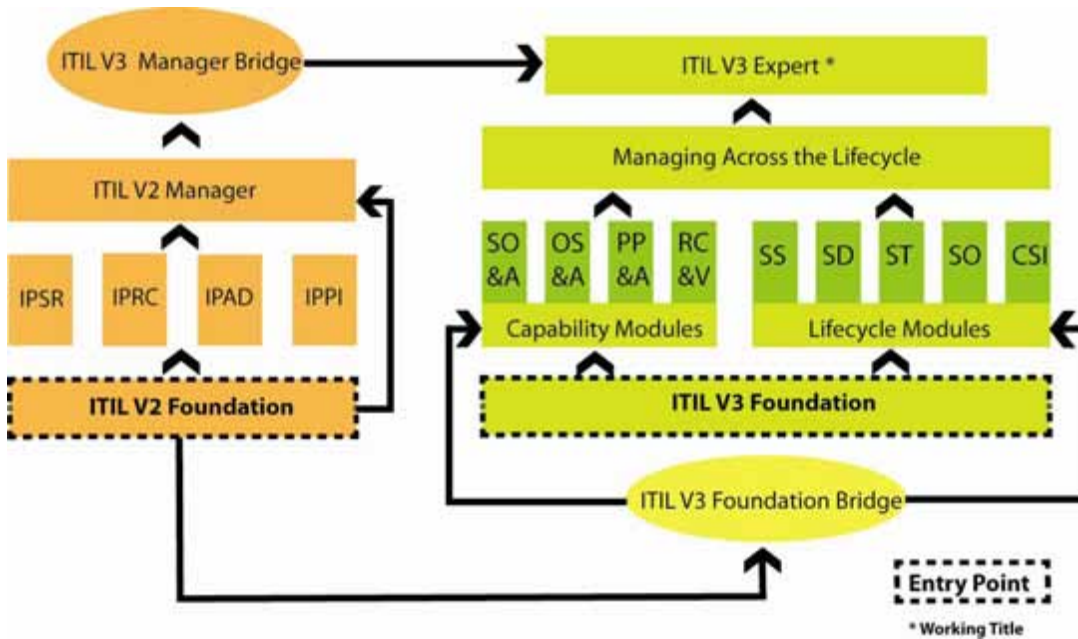 ITIL V3 Manager Bridge
ITIL V3 Expert *
Managing Across the Lifecycle
ITIL V2 Manager
SO
&A
OS
&A
PP
&A
RC
&V
SS
SD
ST
SO
CSI
IPSR
IPRC
IPAD
IPPI
Capability Modules
Lifecycle Modules
ITIL V2 Foundation
ITIL V3 Foundation
ITIL V3 Foundation Bridge
Entry Point
* Working Title